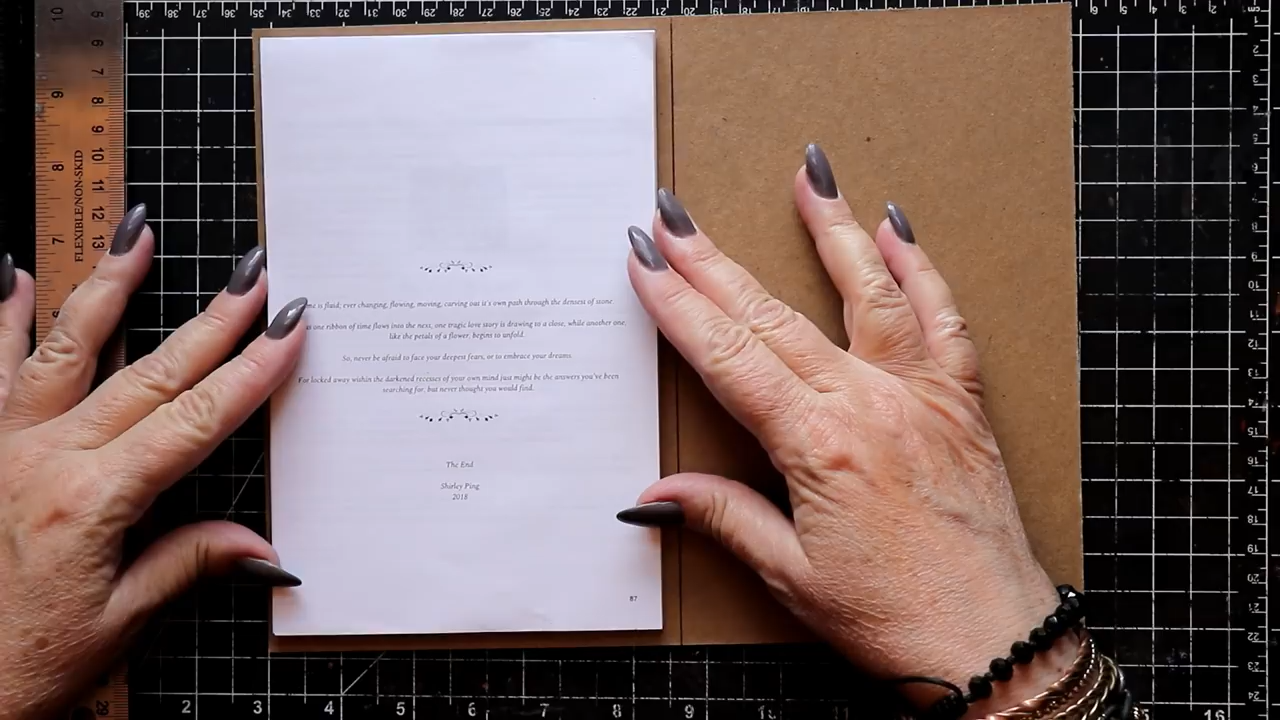 me is fluid; ever changing, flowing, moving, carving out it's own path through the densest of stone.
as one ribbon of time flows into the next, one tragic love story is drawing to a close, while another one,
like the petals of a flower, begins to unfold.
So, never be afraid to face your deepest fears, or to embrace your dreams.
For locked away within the darkened recesses of your own mind just might be the answers you've been
searching for, but never thought you would find.
The End
Shirley Ping
2018
87
FLEXIBLE/NON-SKID